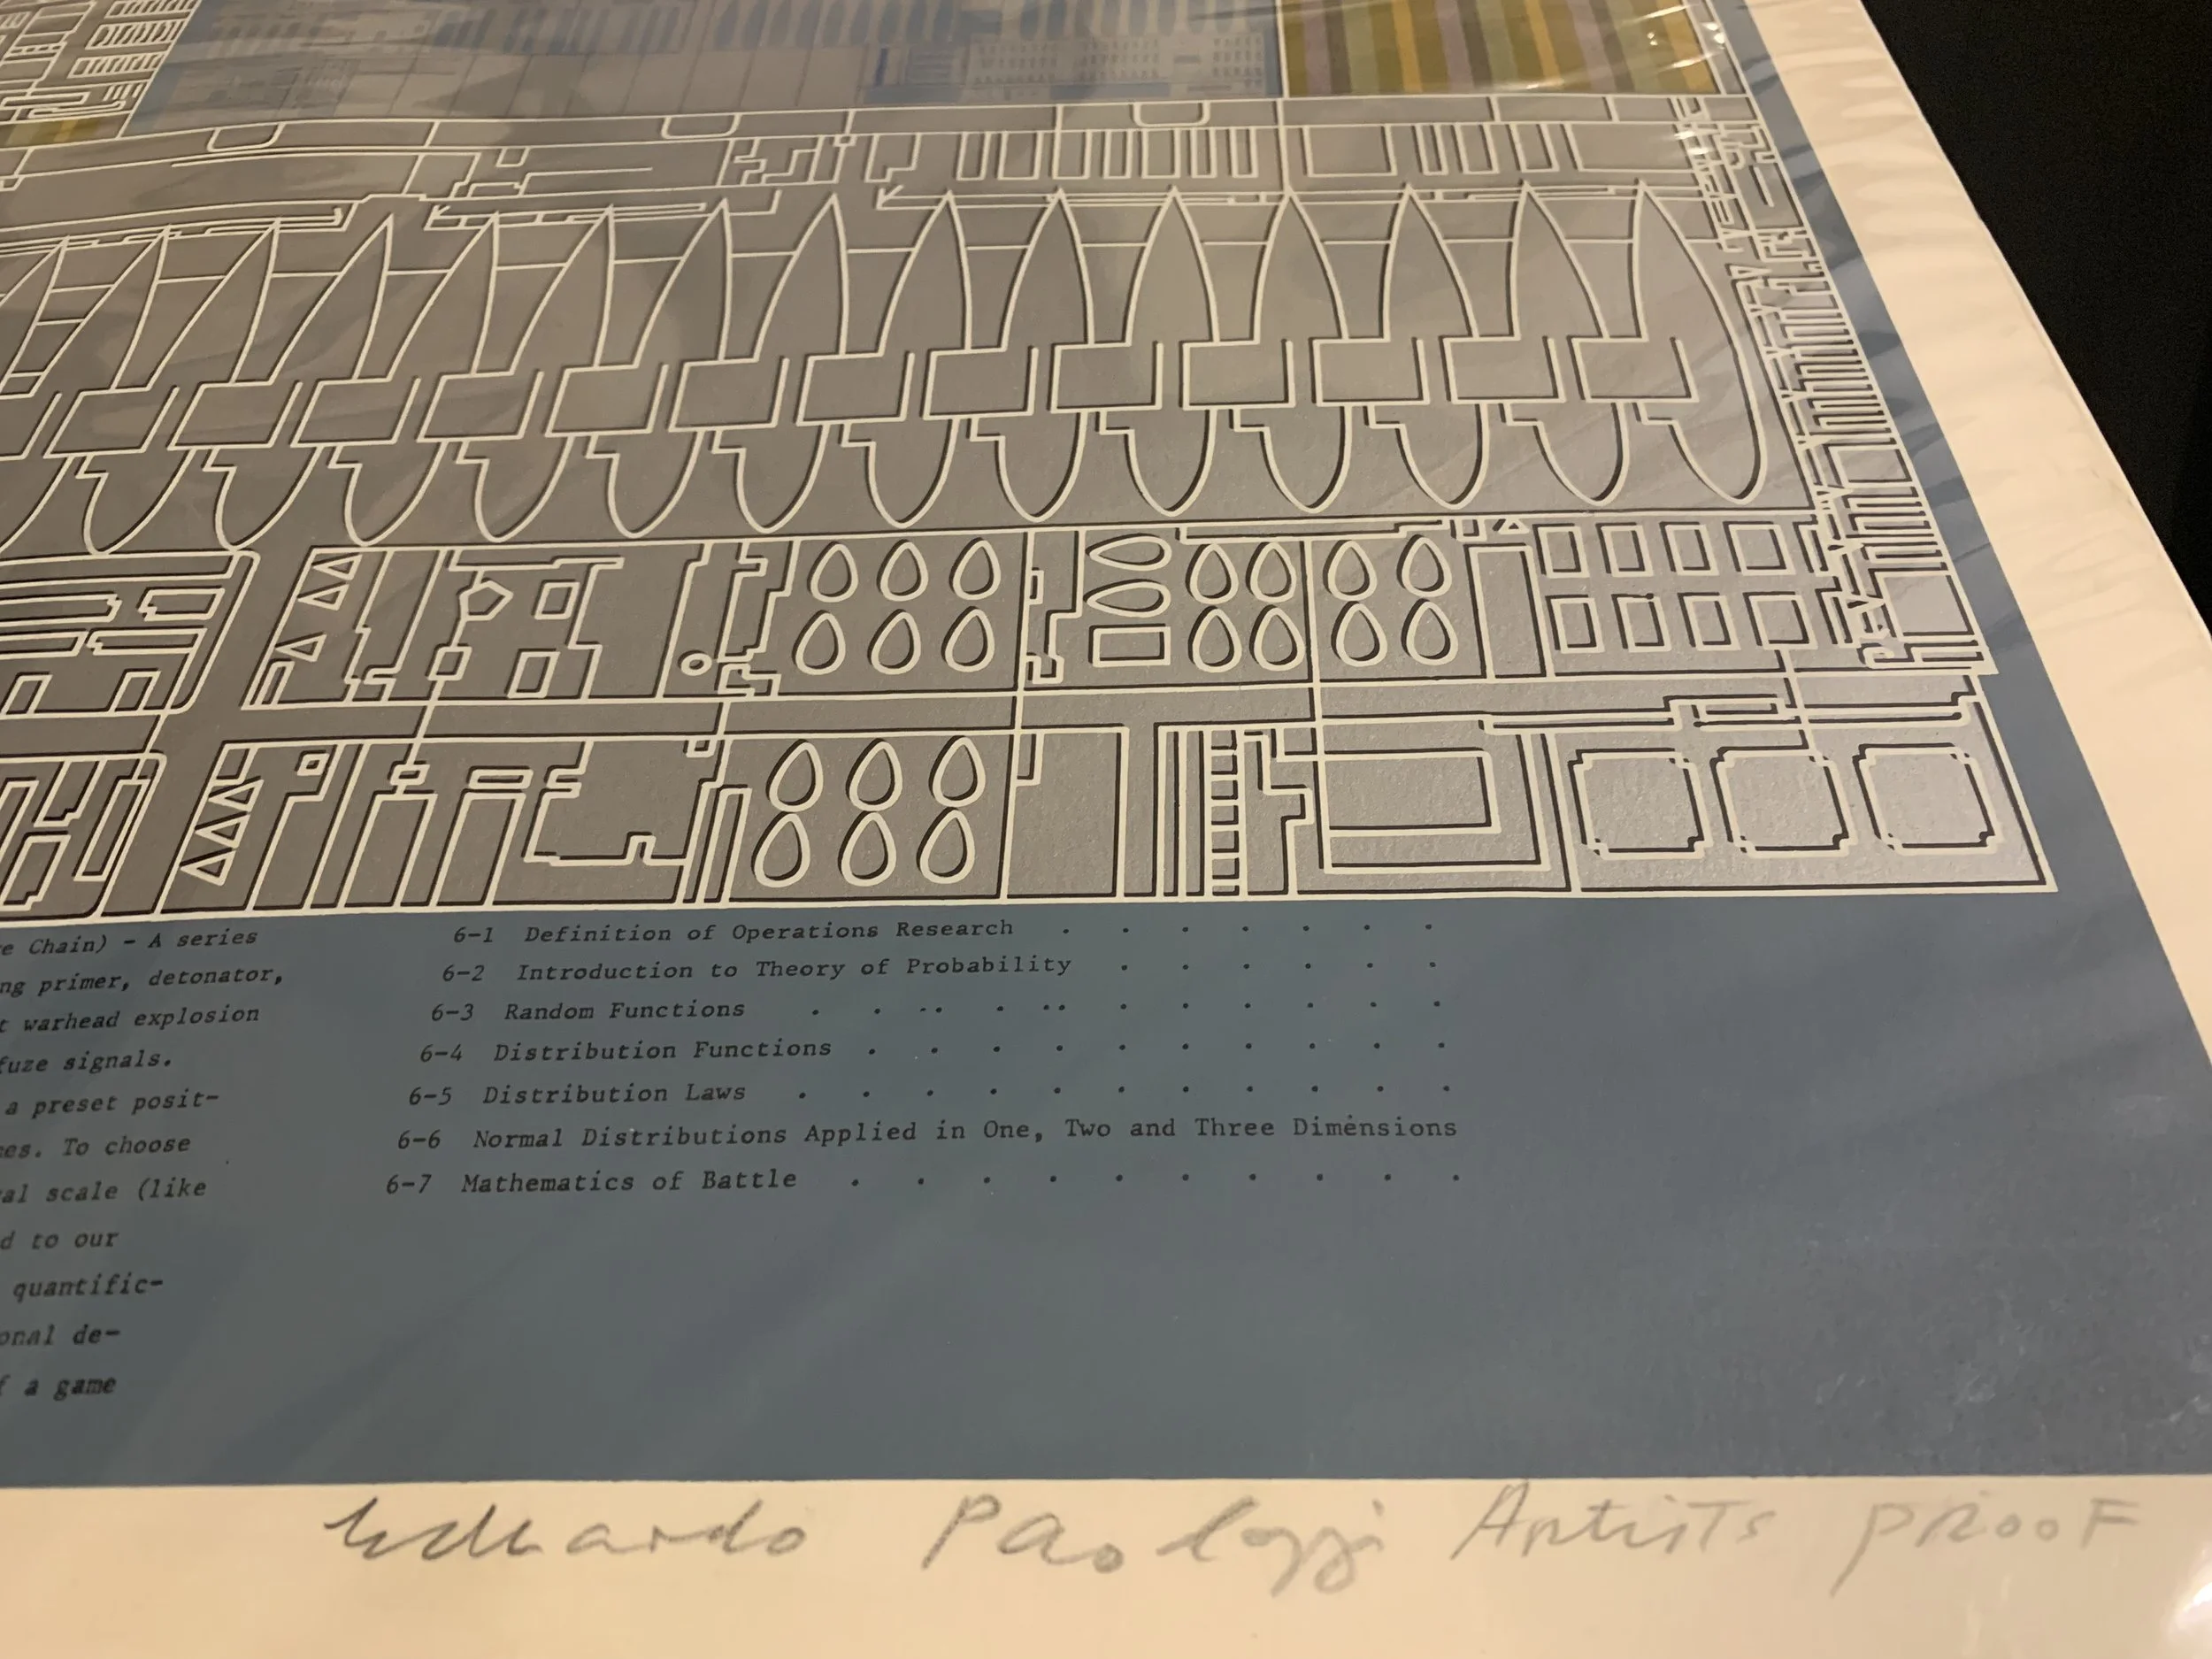 e Chain) - A series
ng primer, detonator,
t warhead explosion
fuze signals.
a preset posit-
es. To choose
al scale (like
d to our
quantific-
onal de-
f a game
6-1 Definition of Operations Research . . . . . . .
6-2 Introduction to Theory of Probability . . . . . .
6-3 Random Functions . . .. . .. . . . . . .
6-4 Distribution Functions . . . . . . . . . .
6-5 Distribution Laws . . . . . . . . . . .
6-6 Normal Distributions Applied in One, Two and Three Dimensions
6-7 Mathematics of Battle . . . . . . . . . .
Eduardo Paolozzi Artists proof